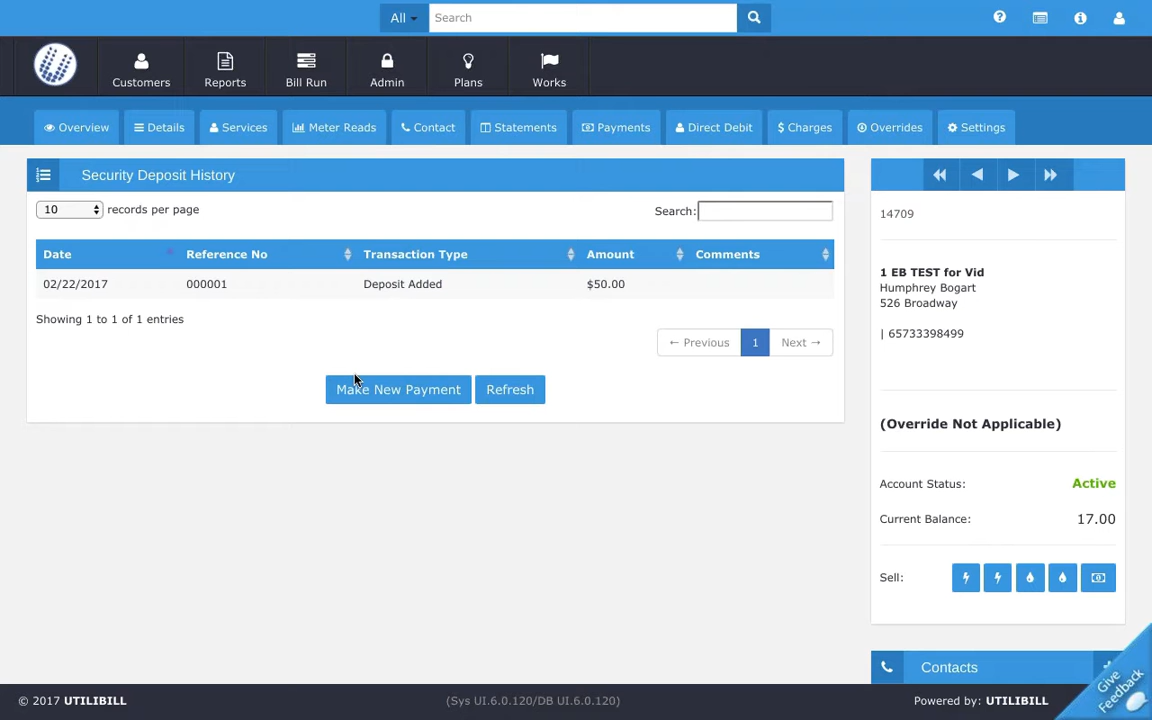 All
Search
Customers
Reports
Bill Run
Admin
Plans
Works
Overview
Details
Services
Meter Reads
Contact
Statements
Payments
Direct Debit
Charges
Overrides
Settings
Security Deposit History
10 records per page
Search:
Date Reference No Transaction Type Amount Comments
02/22/2017 000001 Deposit Added $50.00
Showing 1 to 1 of 1 entries
← Previous 1 Next →
Make New Payment
Refresh
14709
1 EB TEST for Vid
Humphrey Bogart
526 Broadway
| 65733398499
(Override Not Applicable)
Account Status: Active
Current Balance: 17.00
Sell:
Contacts
Give
Feedback
© 2017 UTILIBILL
(Sys UI.6.0.120/DB UI.6.0.120)
Powered by: UTILIBILL